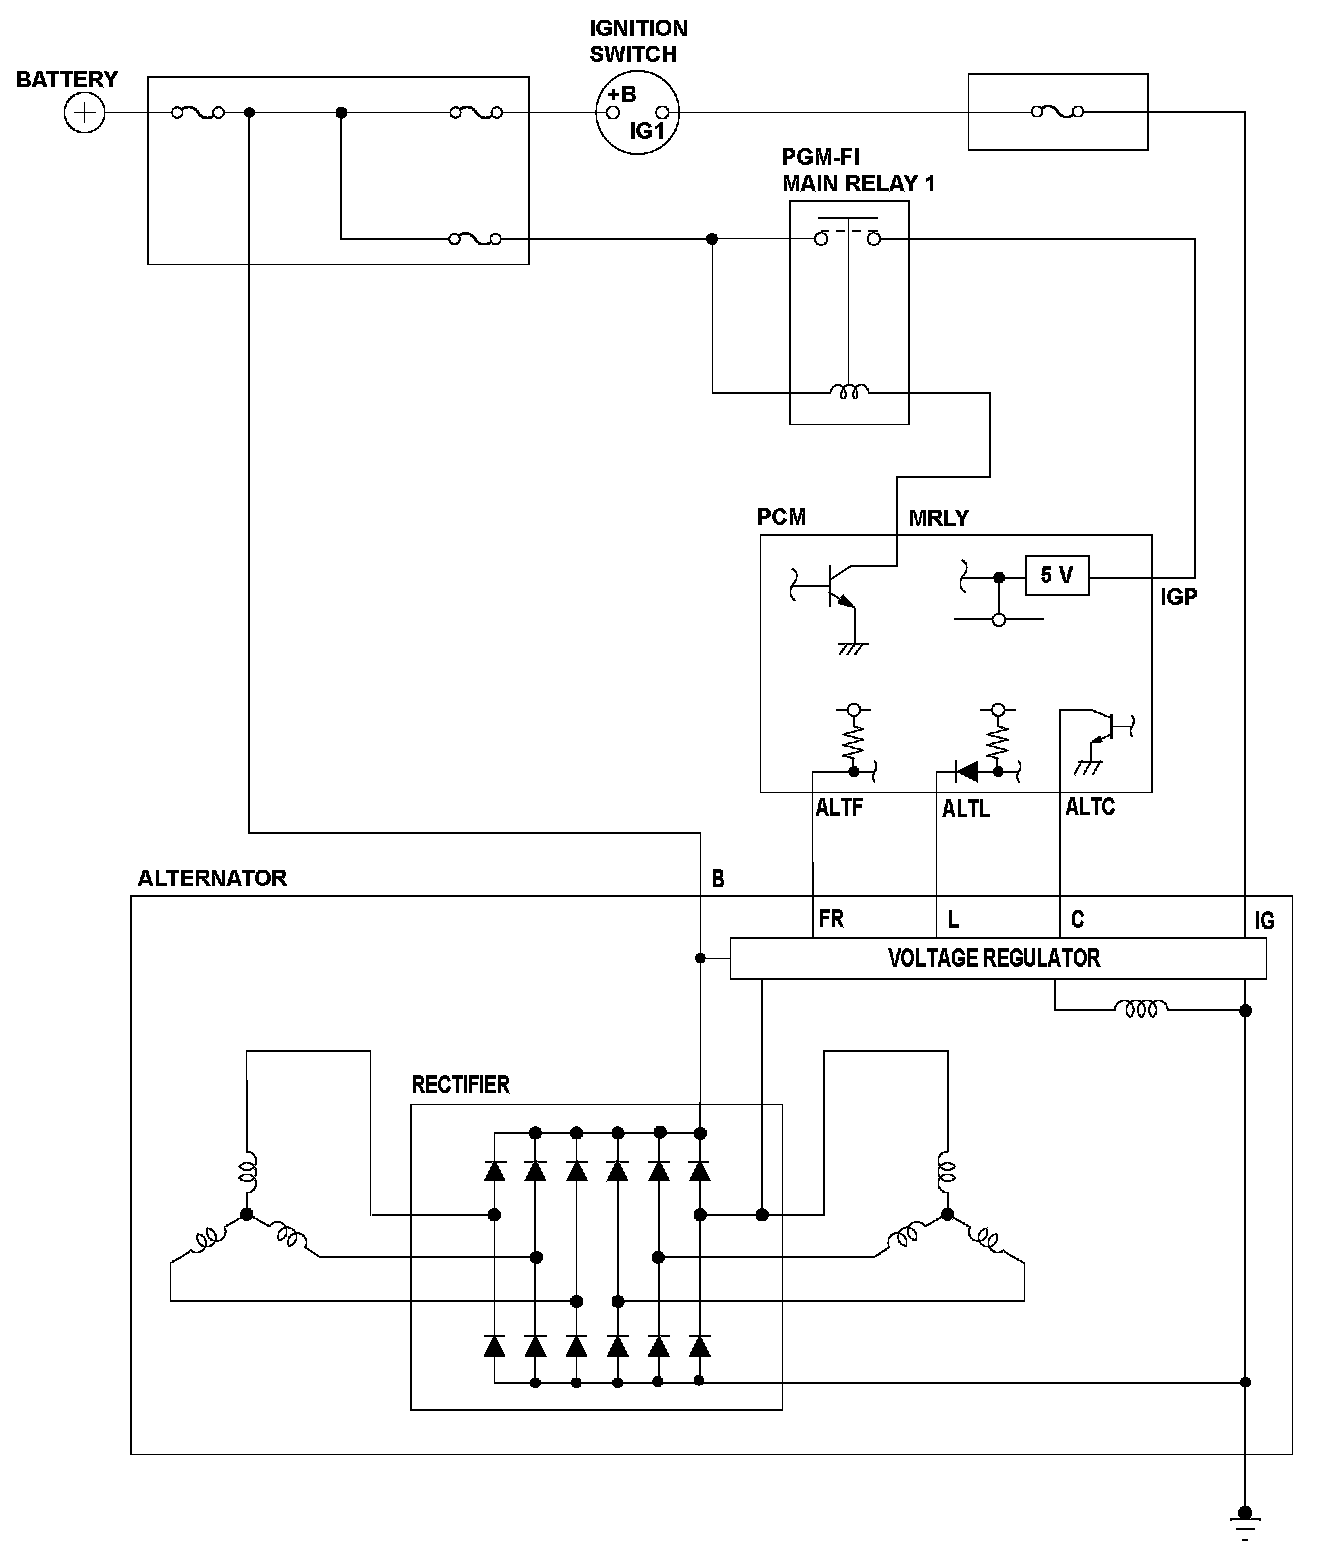 IGNITION
SWITCH
BATTERY
+B
IG1
PGM-FI
MAIN RELAY 1
PCM
MRLY
5 V
IGP
ALTF
ALTL
ALTC
ALTERNATOR
B
FR
L
C
IG
VOLTAGE REGULATOR
RECTIFIER